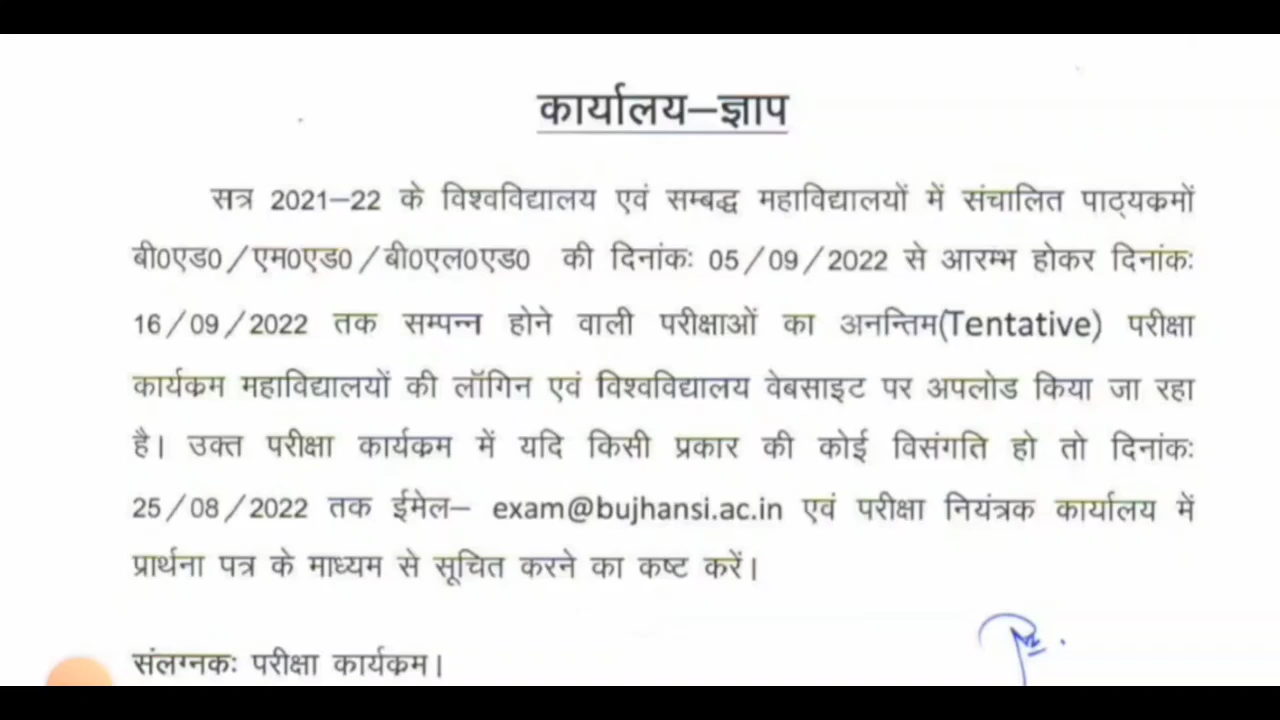 कार्यालय–ज्ञाप
सत्र 2021–22 के विश्वविद्यालय एवं सम्बद्ध महाविद्यालयों में संचालित पाठ्यक्रमों
बी0एड0/एम0एड0/बी0एल0एड0 की दिनांकः 05/09/2022 से आरम्भ होकर दिनांकः
16/09/2022 तक सम्पन्न होने वाली परीक्षाओं का अनन्तिम(Tentative) परीक्षा
कार्यक्रम महाविद्यालयों की लॉगिन एवं विश्वविद्यालय वेबसाइट पर अपलोड किया जा रहा
है। उक्त परीक्षा कार्यक्रम में यदि किसी प्रकार की कोई विसंगति हो तो दिनांकः
25/08/2022 तक ईमेल– exam@bujhansi.ac.in एवं परीक्षा नियंत्रक कार्यालय में
प्रार्थना पत्र के माध्यम से सूचित करने का कष्ट करें।
संलग्नकः परीक्षा कार्यक्रम।